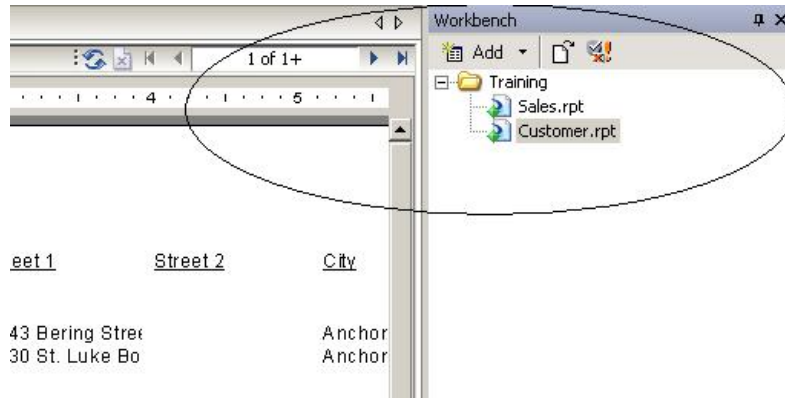 Workbench
1 of 1+
Add
4 5
Training
Sales.rpt
Customer.rpt
eet 1 Street 2 City
43 Bering Stree Anchor
30 St. Luke Bo Anchor